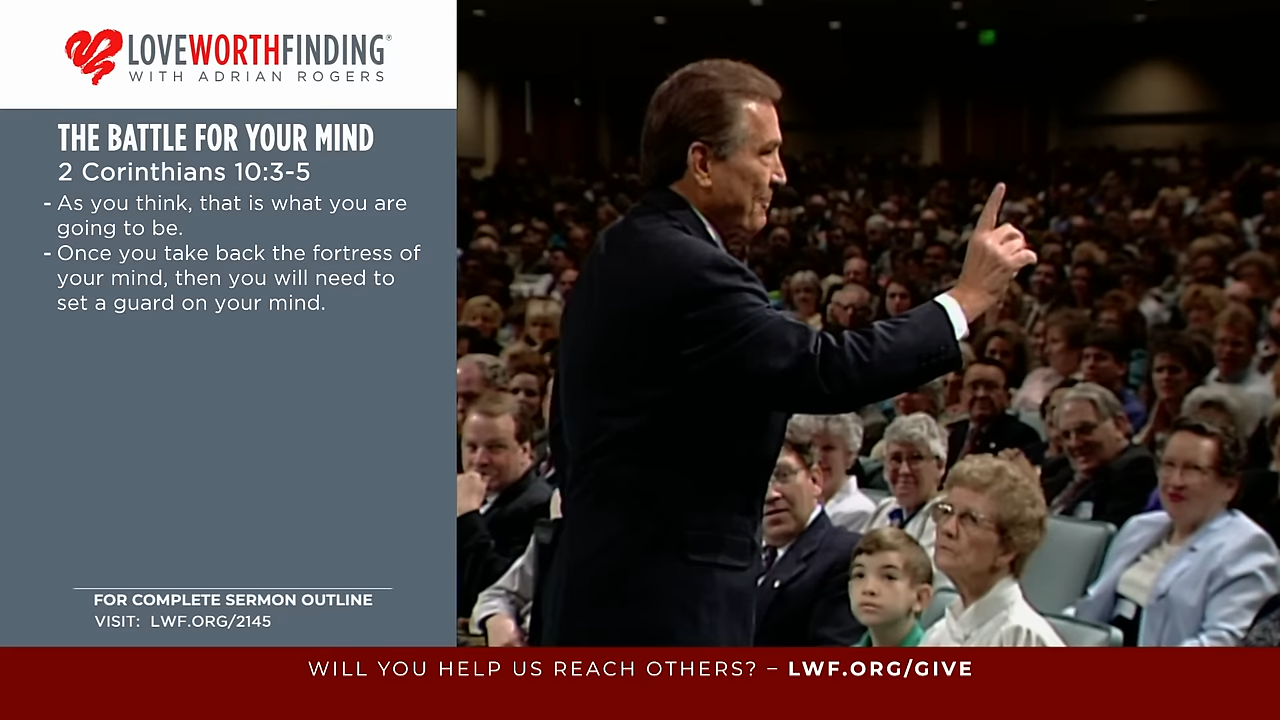 LOVEWORTHFINDING®
WITH ADRIAN ROGERS
THE BATTLE FOR YOUR MIND
2 Corinthians 10:3-5
- As you think, that is what you are
going to be.
- Once you take back the fortress of
your mind, then you will need to
set a guard on your mind.
FOR COMPLETE SERMON OUTLINE
VISIT: LWF.ORG/2145
WILL YOU HELP US REACH OTHERS? – LWF.ORG/GIVE